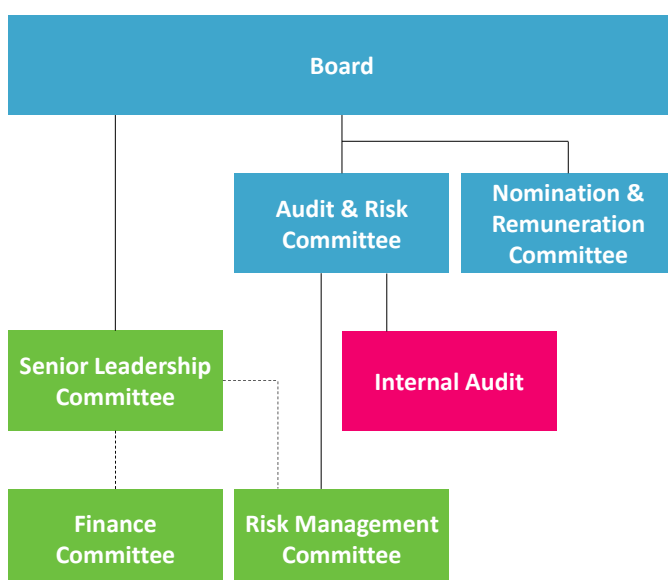 Board
Audit & Risk
Committee
Nomination &
Remuneration
Committee
Senior Leadership
Committee
Internal Audit
Finance
Committee
Risk Management
Committee